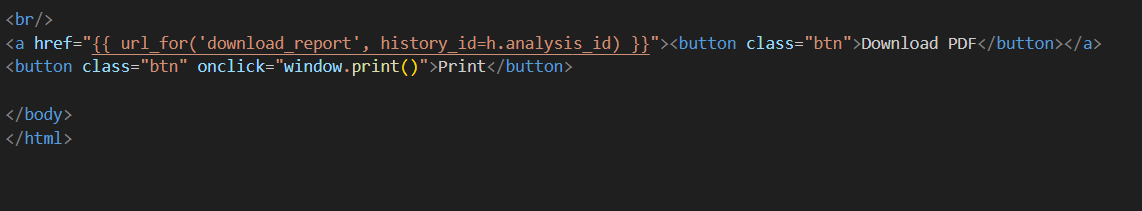 <br/>
<a href="{{ url_for('download_report', history_id=h.analysis_id) }}"><button class="btn">Download PDF</button></a>
<button class="btn" onclick="window.print()">Print</button>
</body>
</html>